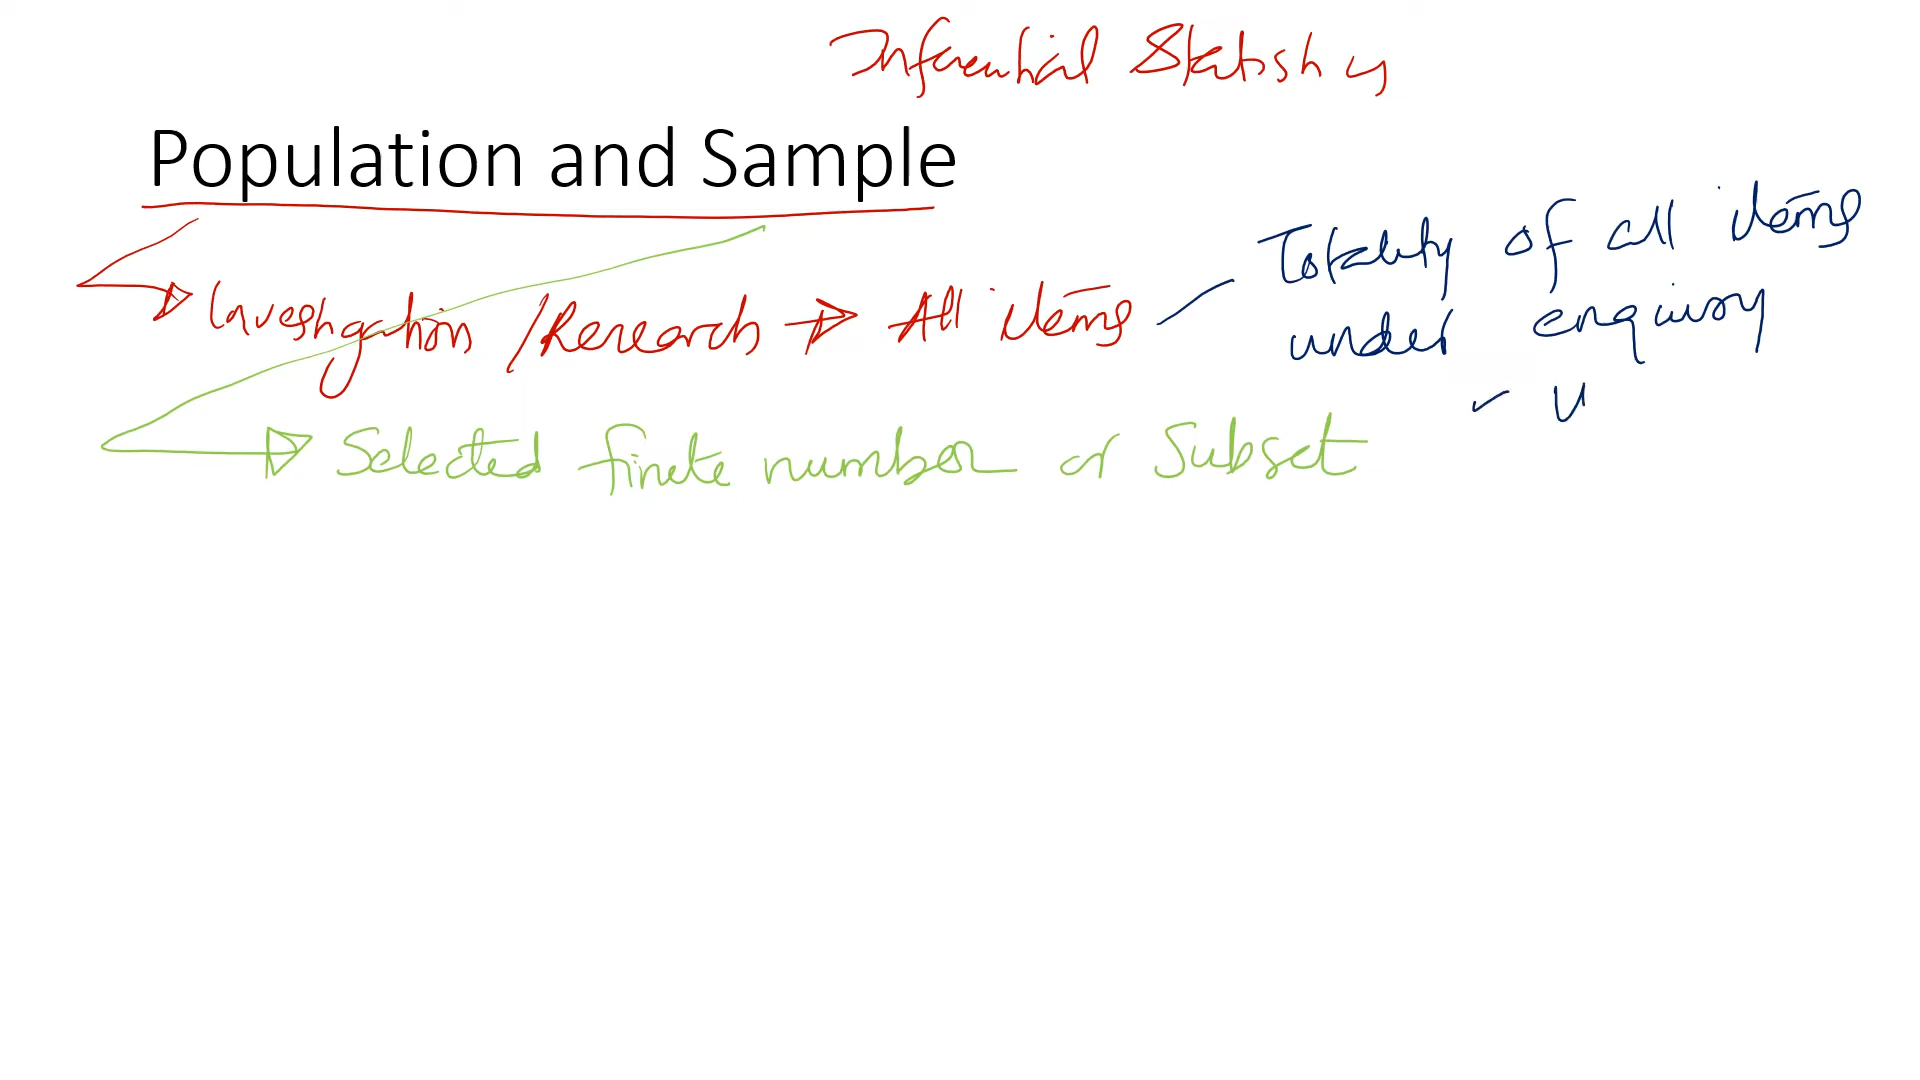 Inferential Statistics
Population and Sample
Investigation / Research → All items
Totality of all items
under enquiry
✓ U
Selected finite number or Subset